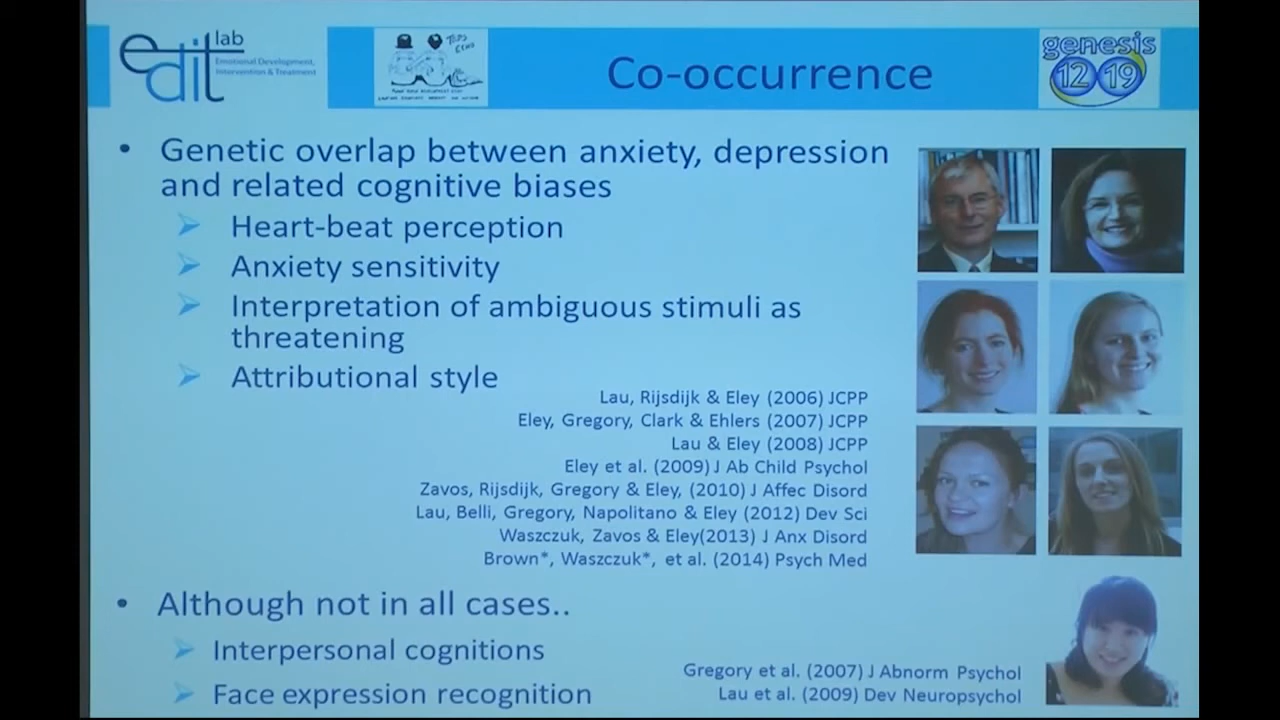 edit lab
Emotional Development,
Intervention & Treatment
Co-occurrence
genesis
12 19
• Genetic overlap between anxiety, depression
and related cognitive biases
➢ Heart-beat perception
➢ Anxiety sensitivity
➢ Interpretation of ambiguous stimuli as
threatening
➢ Attributional style
Lau, Rijsdijk & Eley (2006) JCPP
Eley, Gregory, Clark & Ehlers (2007) JCPP
Lau & Eley (2008) JCPP
Eley et al. (2009) J Ab Child Psychol
Zavos, Rijsdijk, Gregory & Eley, (2010) J Affec Disord
Lau, Belli, Gregory, Napolitano & Eley (2012) Dev Sci
Waszczuk, Zavos & Eley(2013) J Anx Disord
Brown*, Waszczuk*, et al. (2014) Psych Med
• Although not in all cases..
➢ Interpersonal cognitions
➢ Face expression recognition
Gregory et al. (2007) J Abnorm Psychol
Lau et al. (2009) Dev Neuropsychol